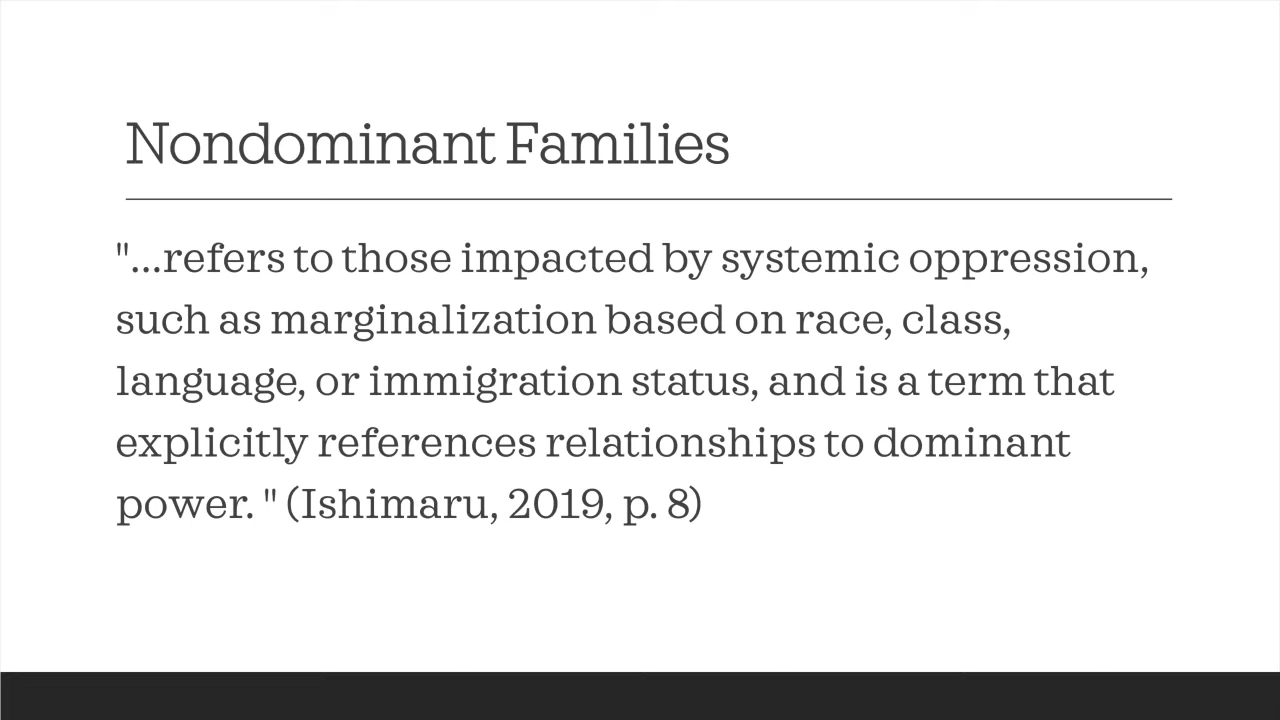 Nondominant Families
"...refers to those impacted by systemic oppression,
such as marginalization based on race, class,
language, or immigration status, and is a term that
explicitly references relationships to dominant
power. " (Ishimaru, 2019, p. 8)